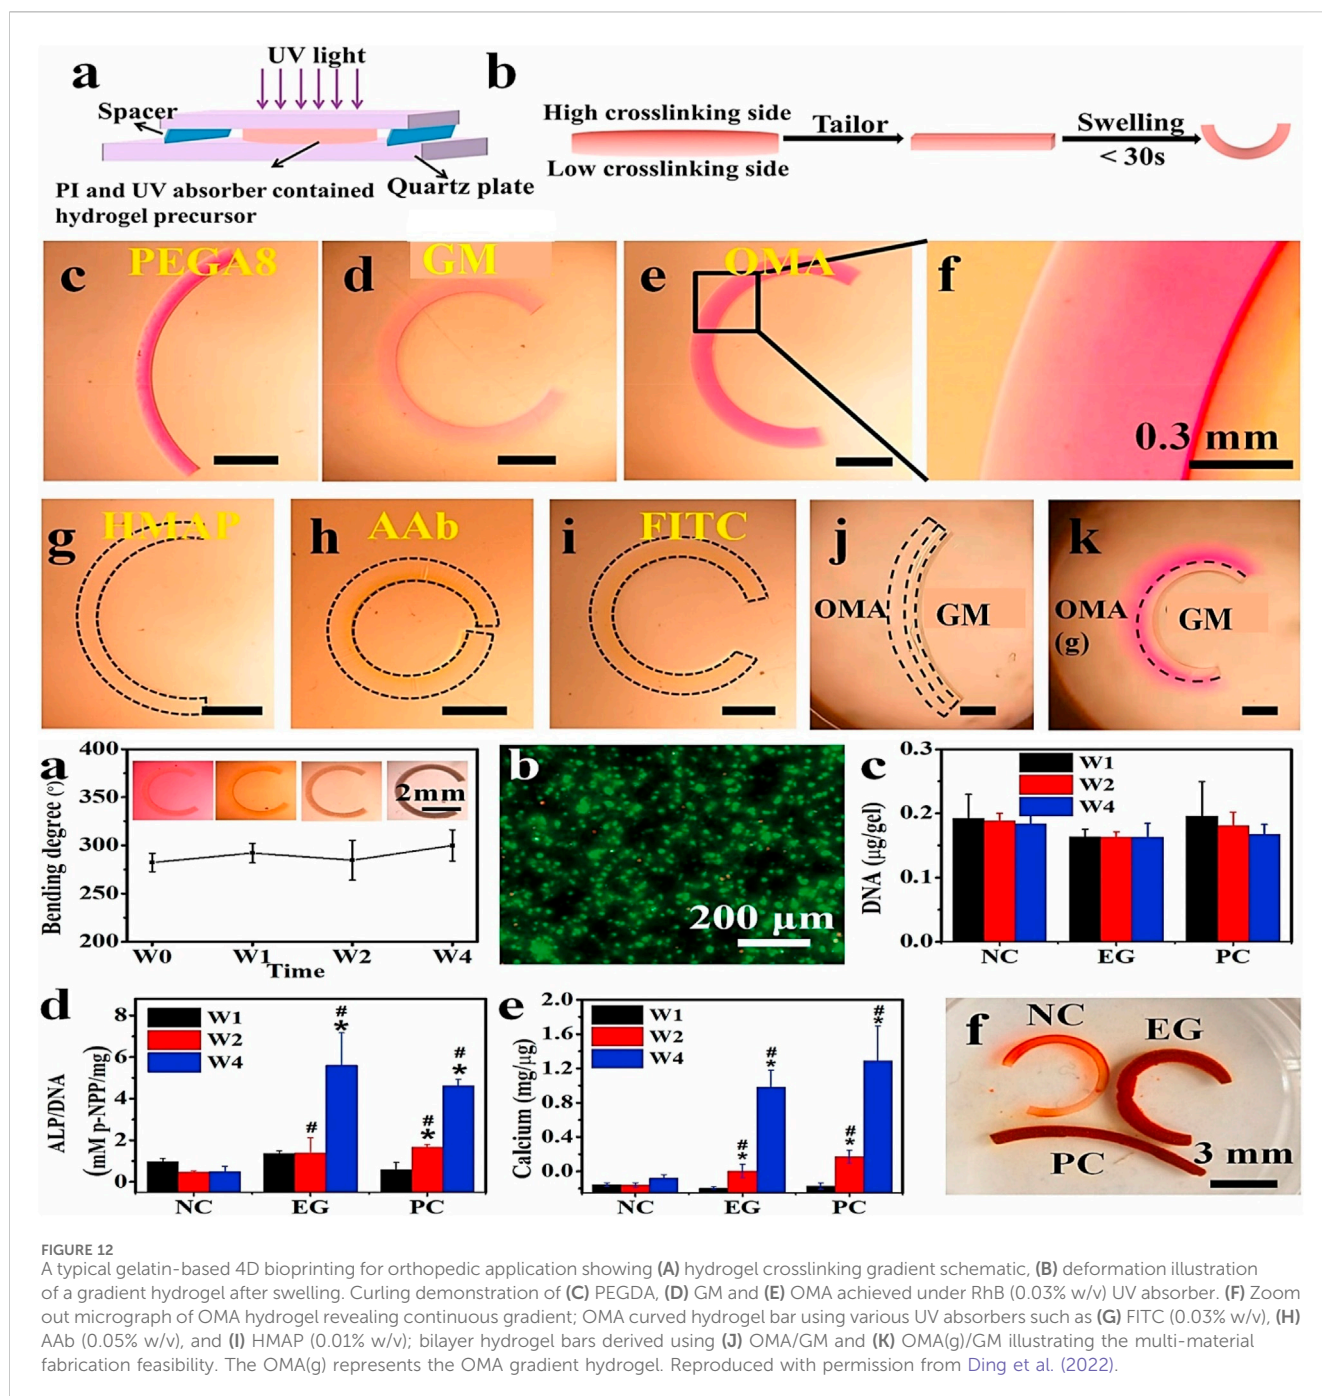 a
UV light
Spacer
PI and UV absorber contained
hydrogel precursor
Quartz plate
b
High crosslinking side
Low crosslinking side
Tailor
Swelling
< 30s
c
PEGA8
d
GM
e
OMA
f
0.3 mm
g
HMAP
h
AAb
i
FITC
j
OMA
GM
k
OMA
(g)
GM
a
Bending degree (°)
400
350
300
250
200
2mm
W0 W1 W2 W4
Time
b
200 µm
c
DNA (µg/gel)
0.3
0.2
0.1
0.0
W1
W2
W4
NC EG PC
d
ALP/DNA
(mM p-NPP/mg)
8
6
4
2
0
W1
W2
W4
#
#
*
#
*
#
*
NC EG PC
e
Calcium (mg/µg)
2.0
1.6
1.2
0.8
0.4
0.0
W1
W2
W4
#
*
#
*
#
*
#
*
NC EG PC
f
NC
EG
PC
3 mm
FIGURE 12
A typical gelatin-based 4D bioprinting for orthopedic application showing (A) hydrogel crosslinking gradient schematic, (B) deformation illustration
of a gradient hydrogel after swelling. Curling demonstration of (C) PEGDA, (D) GM and (E) OMA achieved under RhB (0.03% w/v) UV absorber. (F) Zoom
out micrograph of OMA hydrogel revealing continuous gradient; OMA curved hydrogel bar using various UV absorbers such as (G) FITC (0.03% w/v), (H)
AAb (0.05% w/v), and (I) HMAP (0.01% w/v); bilayer hydrogel bars derived using (J) OMA/GM and (K) OMA(g)/GM illustrating the multi-material
fabrication feasibility. The OMA(g) represents the OMA gradient hydrogel. Reproduced with permission from Ding et al. (2022).